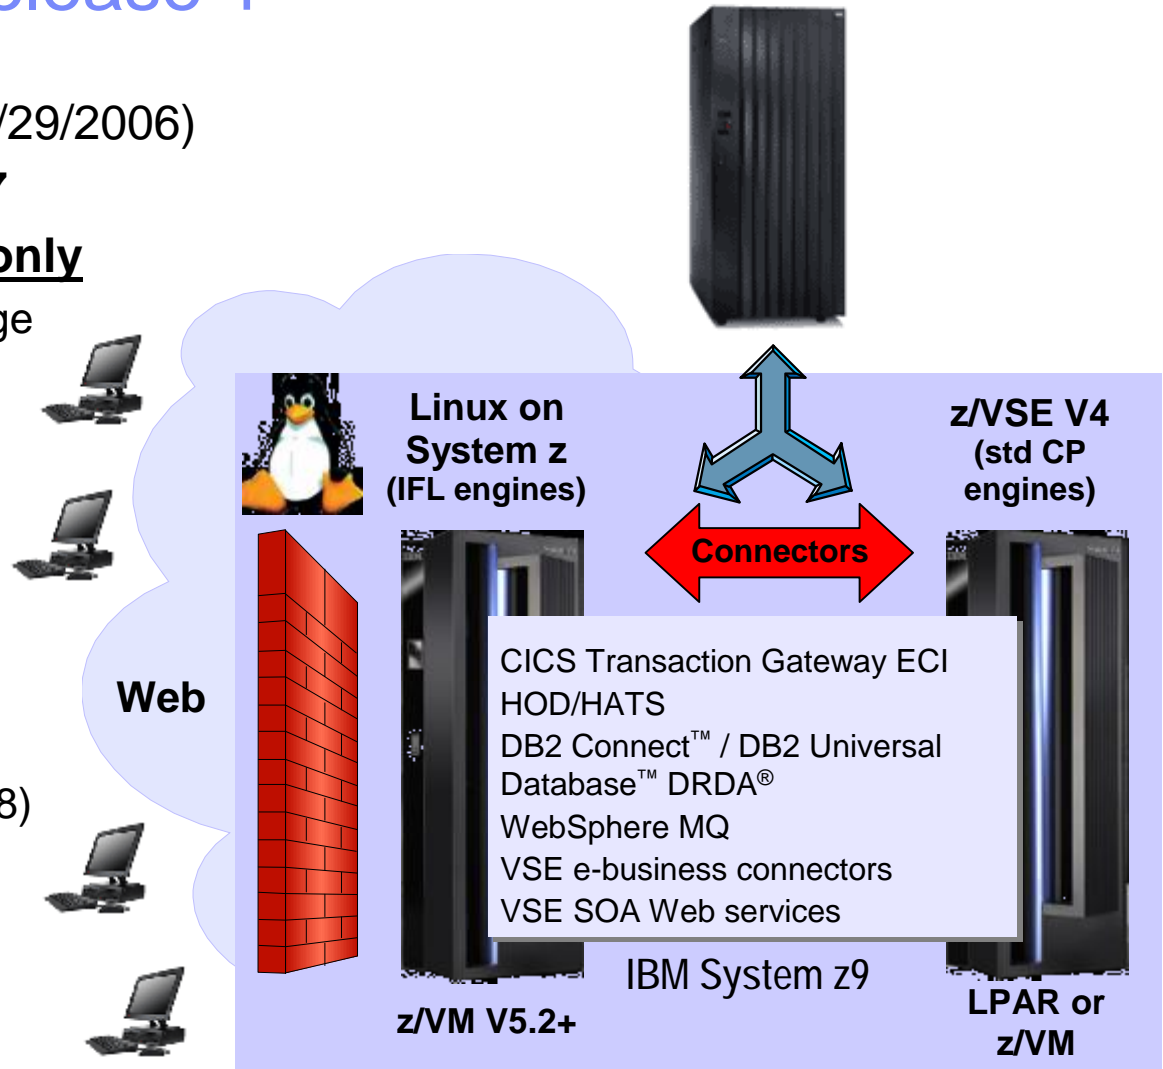 /29/2006)
only
Linux on
System z
(IFL engines)
z/VSE V4
(std CP
engines)
Connectors
Web
CICS Transaction Gateway ECI
HOD/HATS
DB2 Connect™ / DB2 Universal
Database™ DRDA®
WebSphere MQ
VSE e-business connectors
VSE SOA Web services
8)
IBM System z9
z/VM V5.2+
LPAR or
z/VM